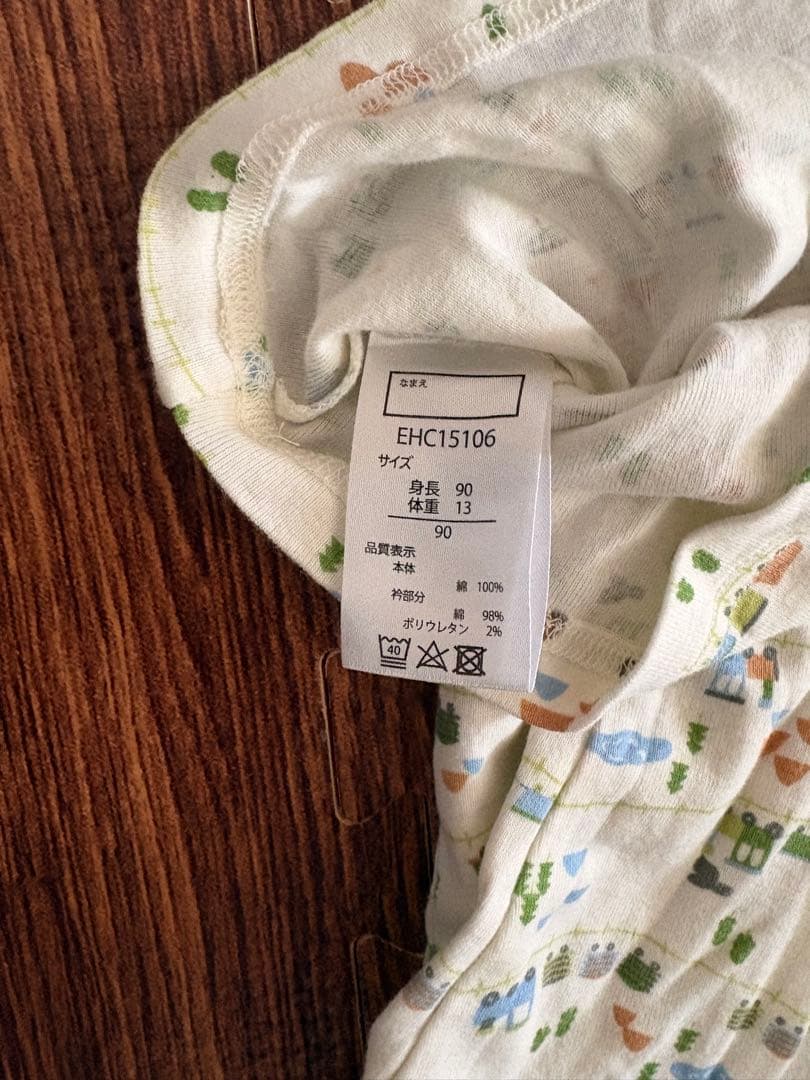 なまえ
EHC15106
サイズ
身長 90
体重 13
90
品質表示
本体
綿 100%
衿部分
綿 98%
ポリウレタン 2%
40